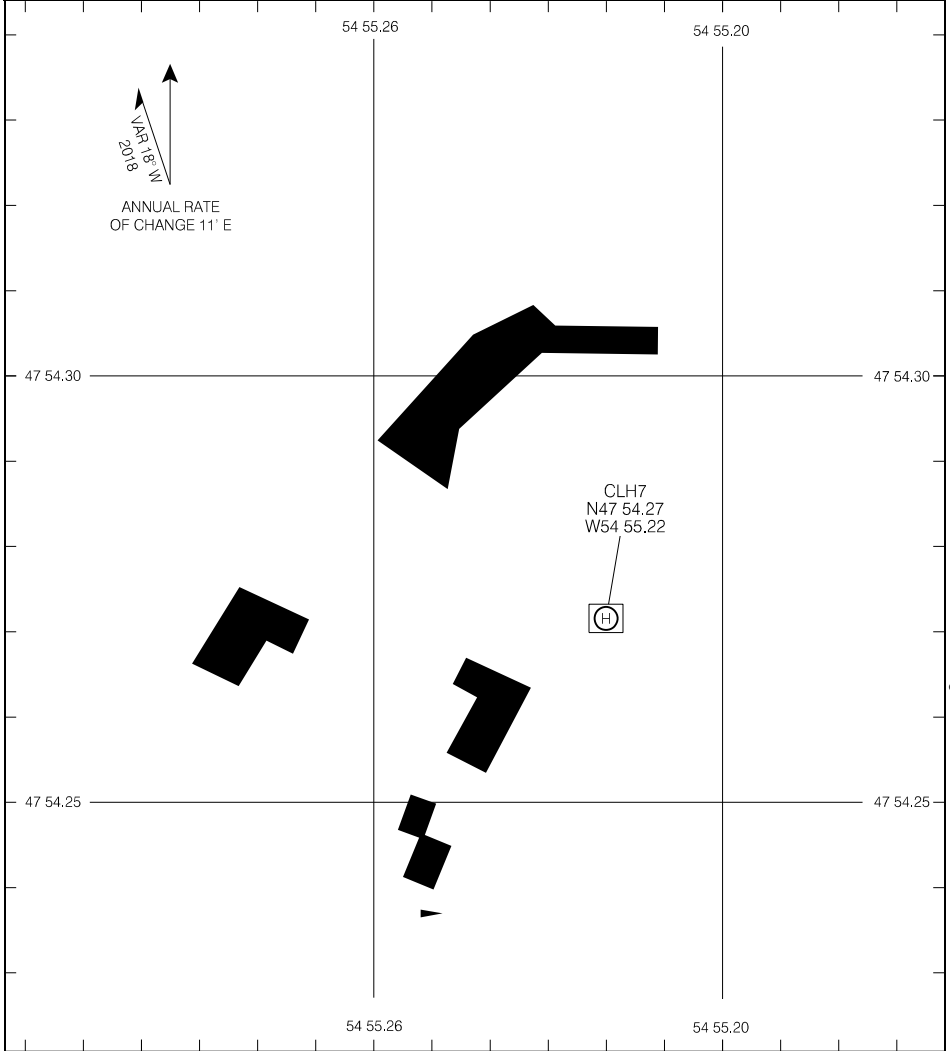 54 55.26
54 55.20
VAR 18° W
2018
ANNUAL RATE
OF CHANGE 11' E
47 54.30
47 54.30
CLH7
N47 54.27
W54 55.22
H
47 54.25
47 54.25
54 55.26
54 55.20